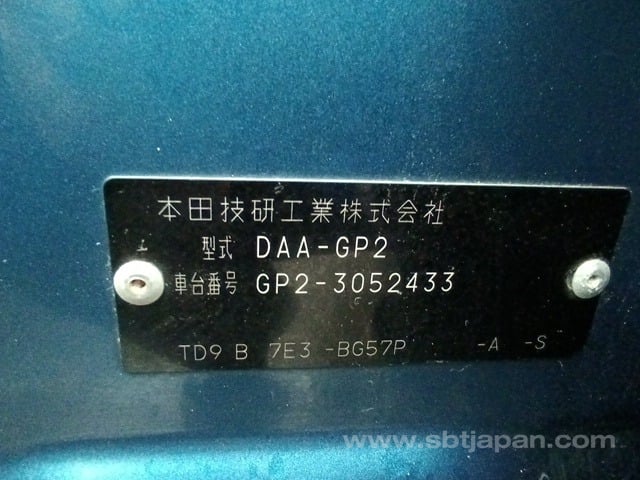 本田技研工業株式会社
型式 DAA-GP2
車台番号 GP2-3052433
TD9 B 7E3 -BG57P -A -S
www.sbtjapan.com